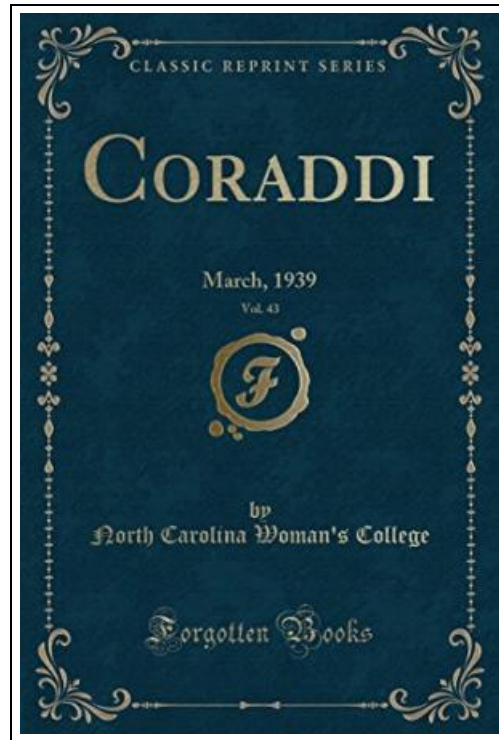 CLASSIC REPRINT SERIES
CORADDI
March, 1939
Vol. 43
F
by
North Carolina Woman's College
Forgotten Books